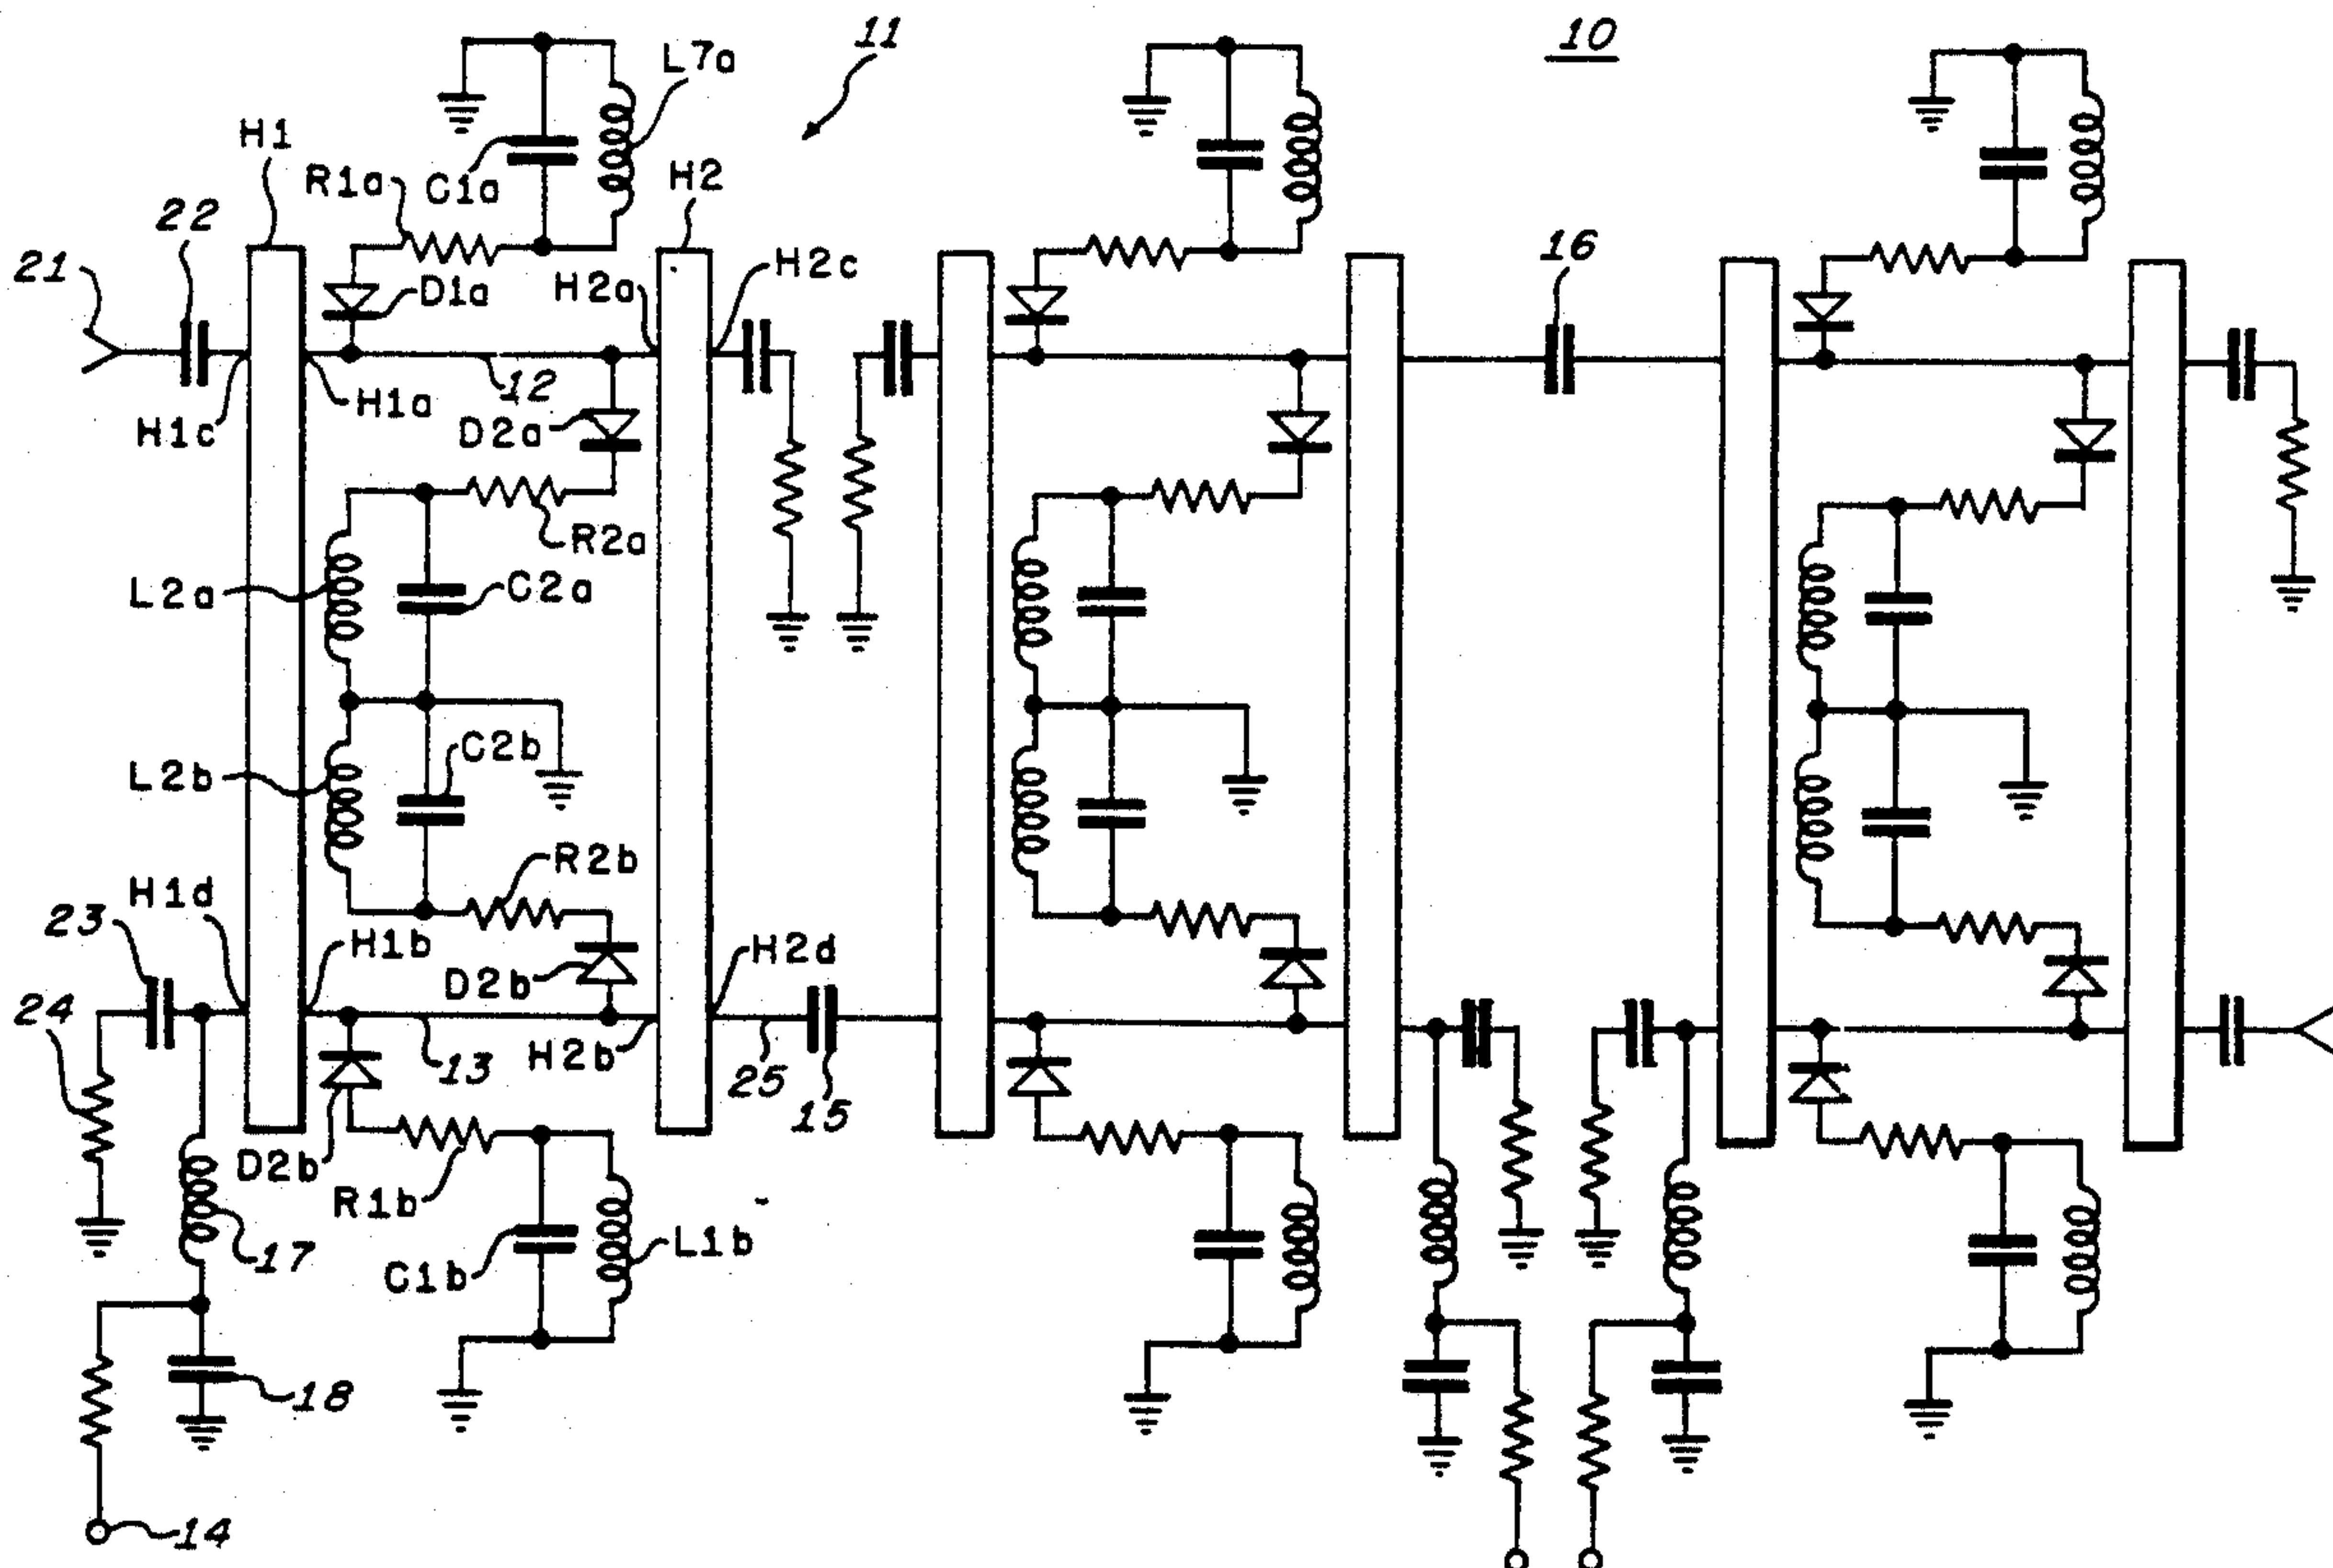 11
10
L7a
H1
R1a
C1a
H2
22
21
16
H2c
H2a
D1a
12
H1a
H1c
D2a
R2a
L2a
C2a
C2b
L2b
R2b
H1d
23
H1b
H2d
D2b
24
13
H2b
25
15
D2b
R1b
17
L1b
C1b
18
14